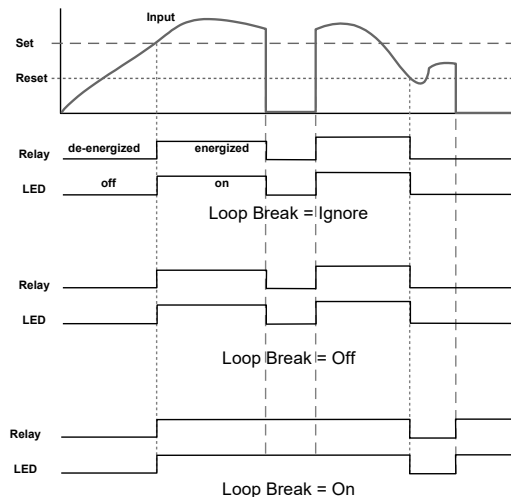 Input
Set
Reset
Relay de-energized energized
LED off on
Loop Break = Ignore
Relay
LED
Loop Break = Off
Relay
LED
Loop Break = On